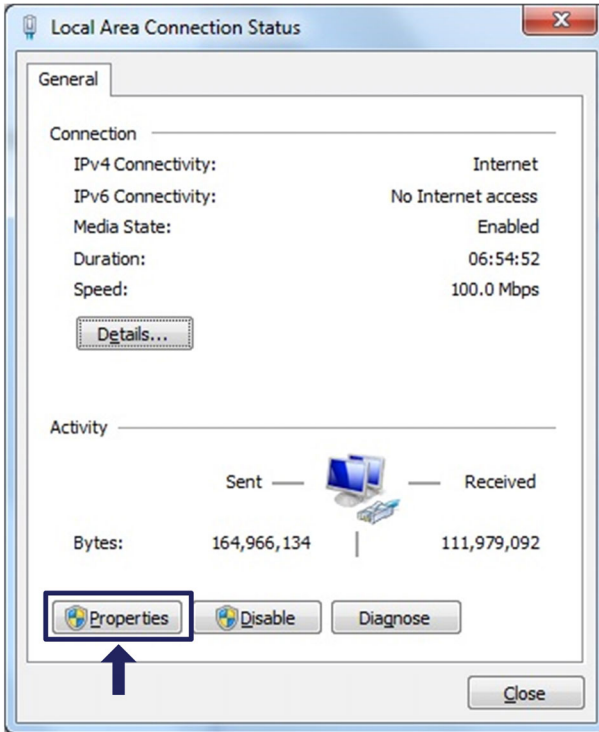 Local Area Connection Status
General
Connection
IPv4 Connectivity: Internet
IPv6 Connectivity: No Internet access
Media State: Enabled
Duration: 06:54:52
Speed: 100.0 Mbps
Details...
Activity
Sent Received
Bytes: 164,966,134 111,979,092
Properties Disable Diagnose
Close